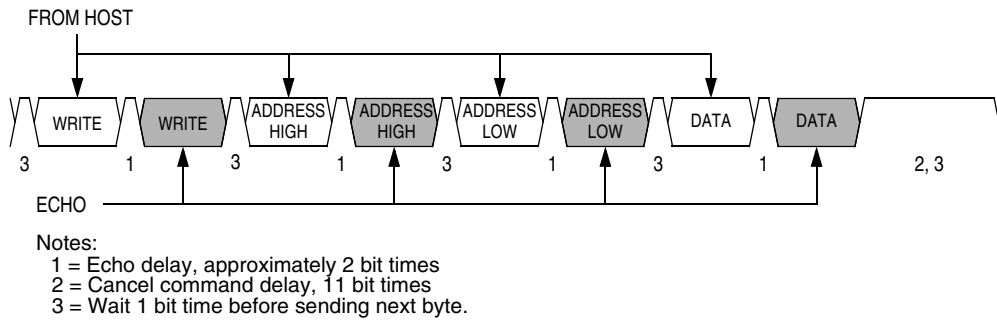 FROM HOST
WRITE WRITE ADDRESS HIGH ADDRESS HIGH ADDRESS LOW ADDRESS LOW DATA DATA
3 1 3 1 3 1 3 1 2, 3
ECHO
Notes:
1 = Echo delay, approximately 2 bit times
2 = Cancel command delay, 11 bit times
3 = Wait 1 bit time before sending next byte.